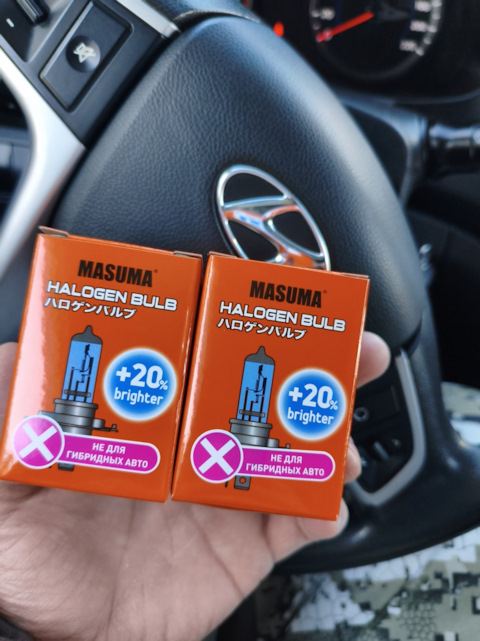 MASUMA®
HALOGEN BULB
ハロゲンバルブ
+20%
brighter
НЕ ДЛЯ
ГИБРИДНЫХ АВТО
MASUMA®
HALOGEN BULB
ハロゲンバルブ
+20%
brighter
НЕ ДЛЯ
ГИБРИДНЫХ АВТО